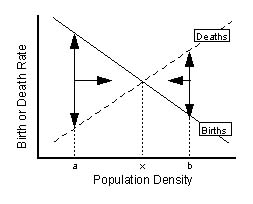 Birth or Death Rate
Deaths
Births
a x b
Population Density